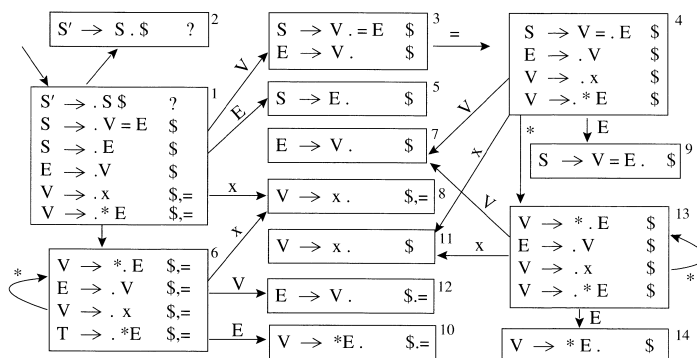 S′ → S . $ ? 2
1
S′ → . S $ ?
S → . V = E $
S → . E $
E → . V $
V → . x $,=
V → . * E $,=
V
E
x
x
3
S → V . = E $
E → V . $
=
4
S → V = . E $
E → . V $
V → . x $
V → . * E $
5
S → E . $
7
E → V . $
V
x
*
E
9
S → V = E . $
8
V → x . $,=
V
11
V → x . $
x
6
V → * . E $,=
E → . V $,=
V → . x $,=
T → . *E $,=
*
V
E
12
E → V . $.=
10
V → *E . $.=
13
V → * . E $
E → . V $
V → . x $
V → . * E $
*
E
14
V → * E . $